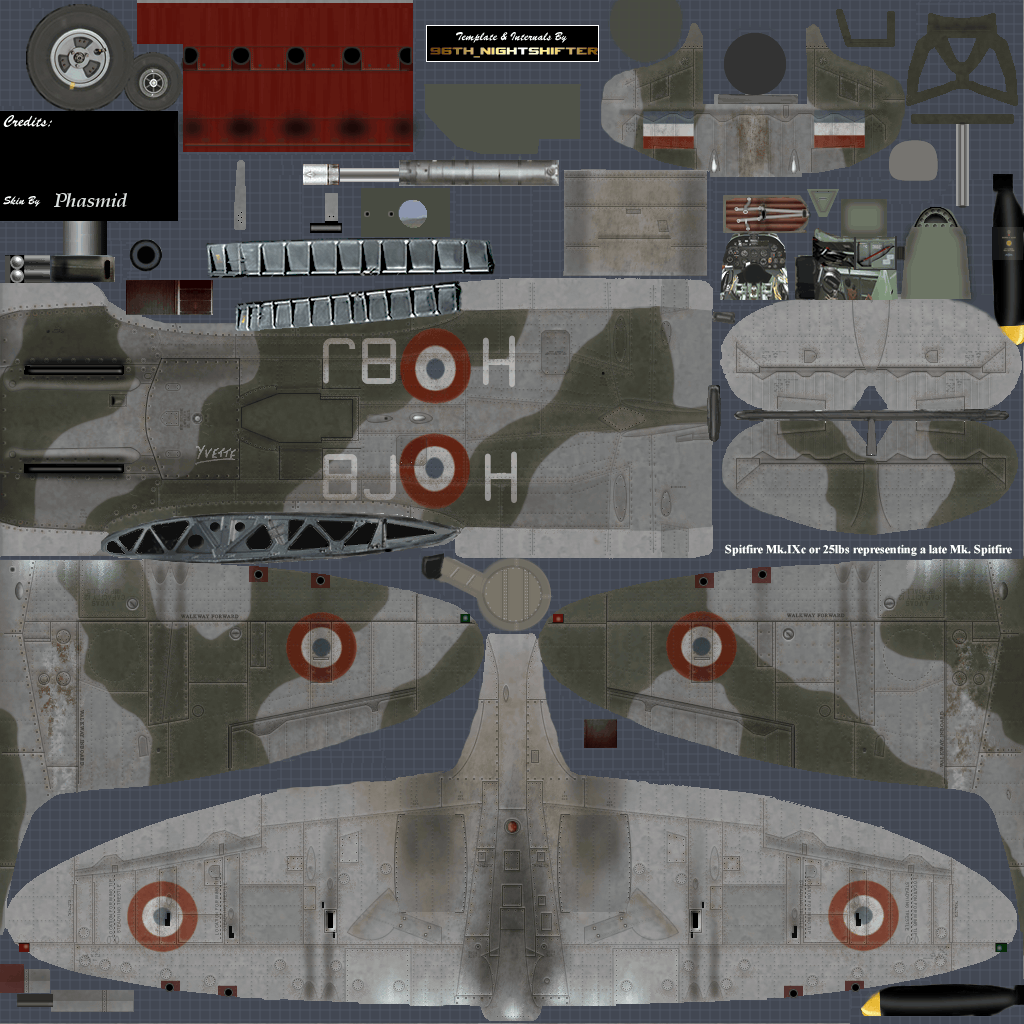 Template & Internals By
96TH_NIGHTSHIFTER
Credits:
Skin By Phasmid
J8 H
YVETTE
8J H
Spitfire Mk.IXc or 25lbs representing a late Mk. Spitfire
WALKWAY FORWARD
WALKWAY FORWARD